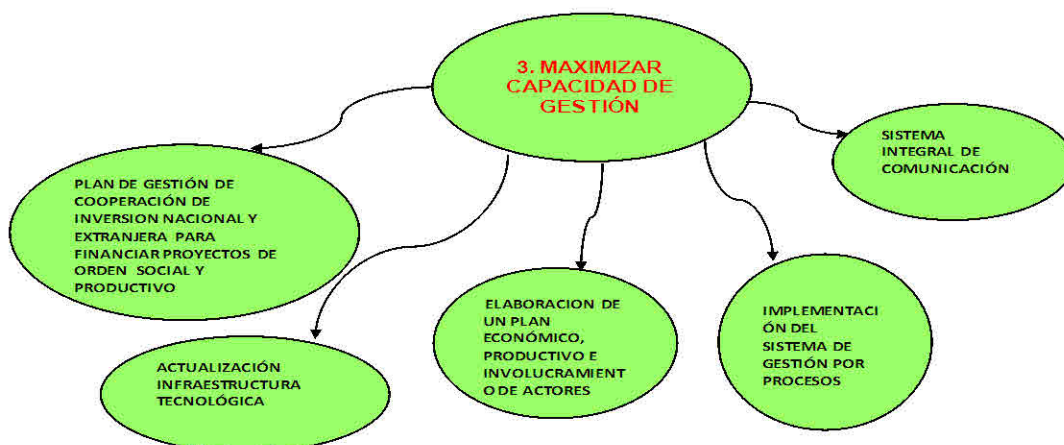 3. MAXIMIZAR
CAPACIDAD DE
GESTIÓN
SISTEMA
INTEGRAL DE
COMUNICACIÓN
PLAN DE GESTIÓN DE
COOPERACIÓN DE
INVERSION NACIONAL Y
EXTRANJERA PARA
FINANCIAR PROYECTOS DE
ORDEN SOCIAL Y
PRODUCTIVO
ACTUALIZACIÓN
INFRAESTRUCTURA
TECNOLÓGICA
ELABORACION DE
UN PLAN
ECONÓMICO,
PRODUCTIVO E
INVOLUCRAMIENT
O DE ACTORES
IMPLEMENTACI
ÓN DEL
SISTEMA DE
GESTIÓN POR
PROCESOS